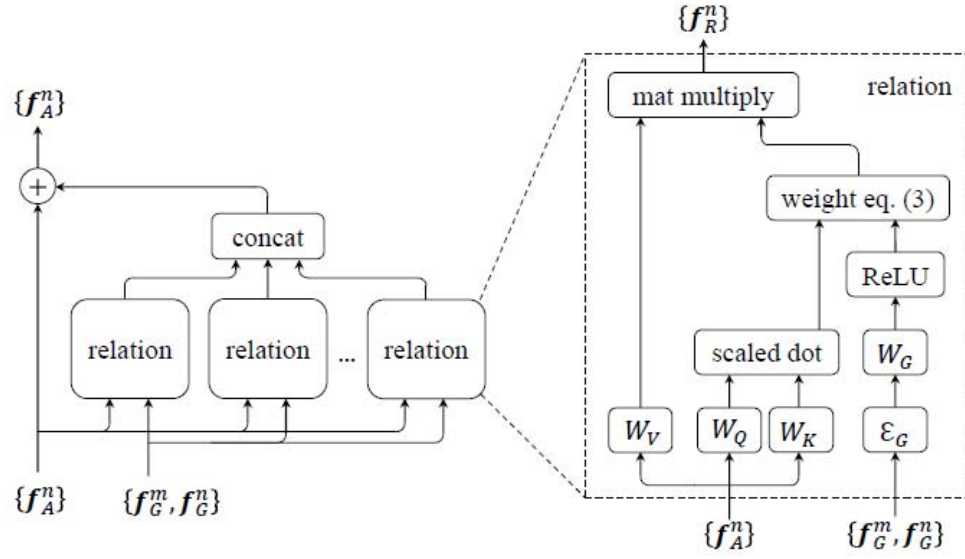 {f_A^n}
+
concat
relation
relation
...
relation
{f_A^n}
{f_G^m, f_G^n}
{f_R^n}
relation
mat multiply
weight eq. (3)
ReLU
scaled dot
W_G
W_V
W_Q
W_K
ℰ_G
{f_A^n}
{f_G^m, f_G^n}